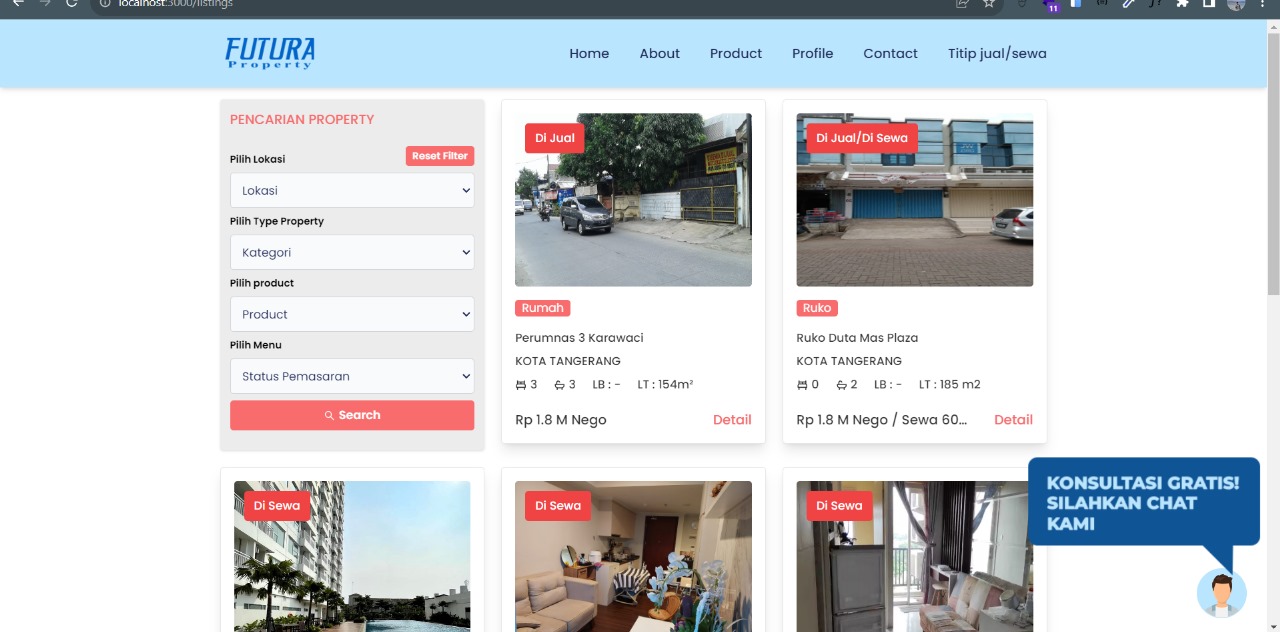 localhost:3000/listings
11
FUTURA
Property
Home
About
Product
Profile
Contact
Titip jual/sewa
PENCARIAN PROPERTY
Pilih Lokasi
Reset Filter
Lokasi
Pilih Type Property
Kategori
Pilih product
Product
Pilih Menu
Status Pemasaran
Search
Di Jual
Rumah
Perumnas 3 Karawaci
KOTA TANGERANG
3 3 LB : - LT : 154m²
Rp 1.8 M Nego
Detail
Di Jual/Di Sewa
Ruko
Ruko Duta Mas Plaza
KOTA TANGERANG
0 2 LB : - LT : 185 m2
Rp 1.8 M Nego / Sewa 60...
Detail
Di Sewa
Di Sewa
Di Sewa
KONSULTASI GRATIS!
SILAHKAN CHAT
KAMI